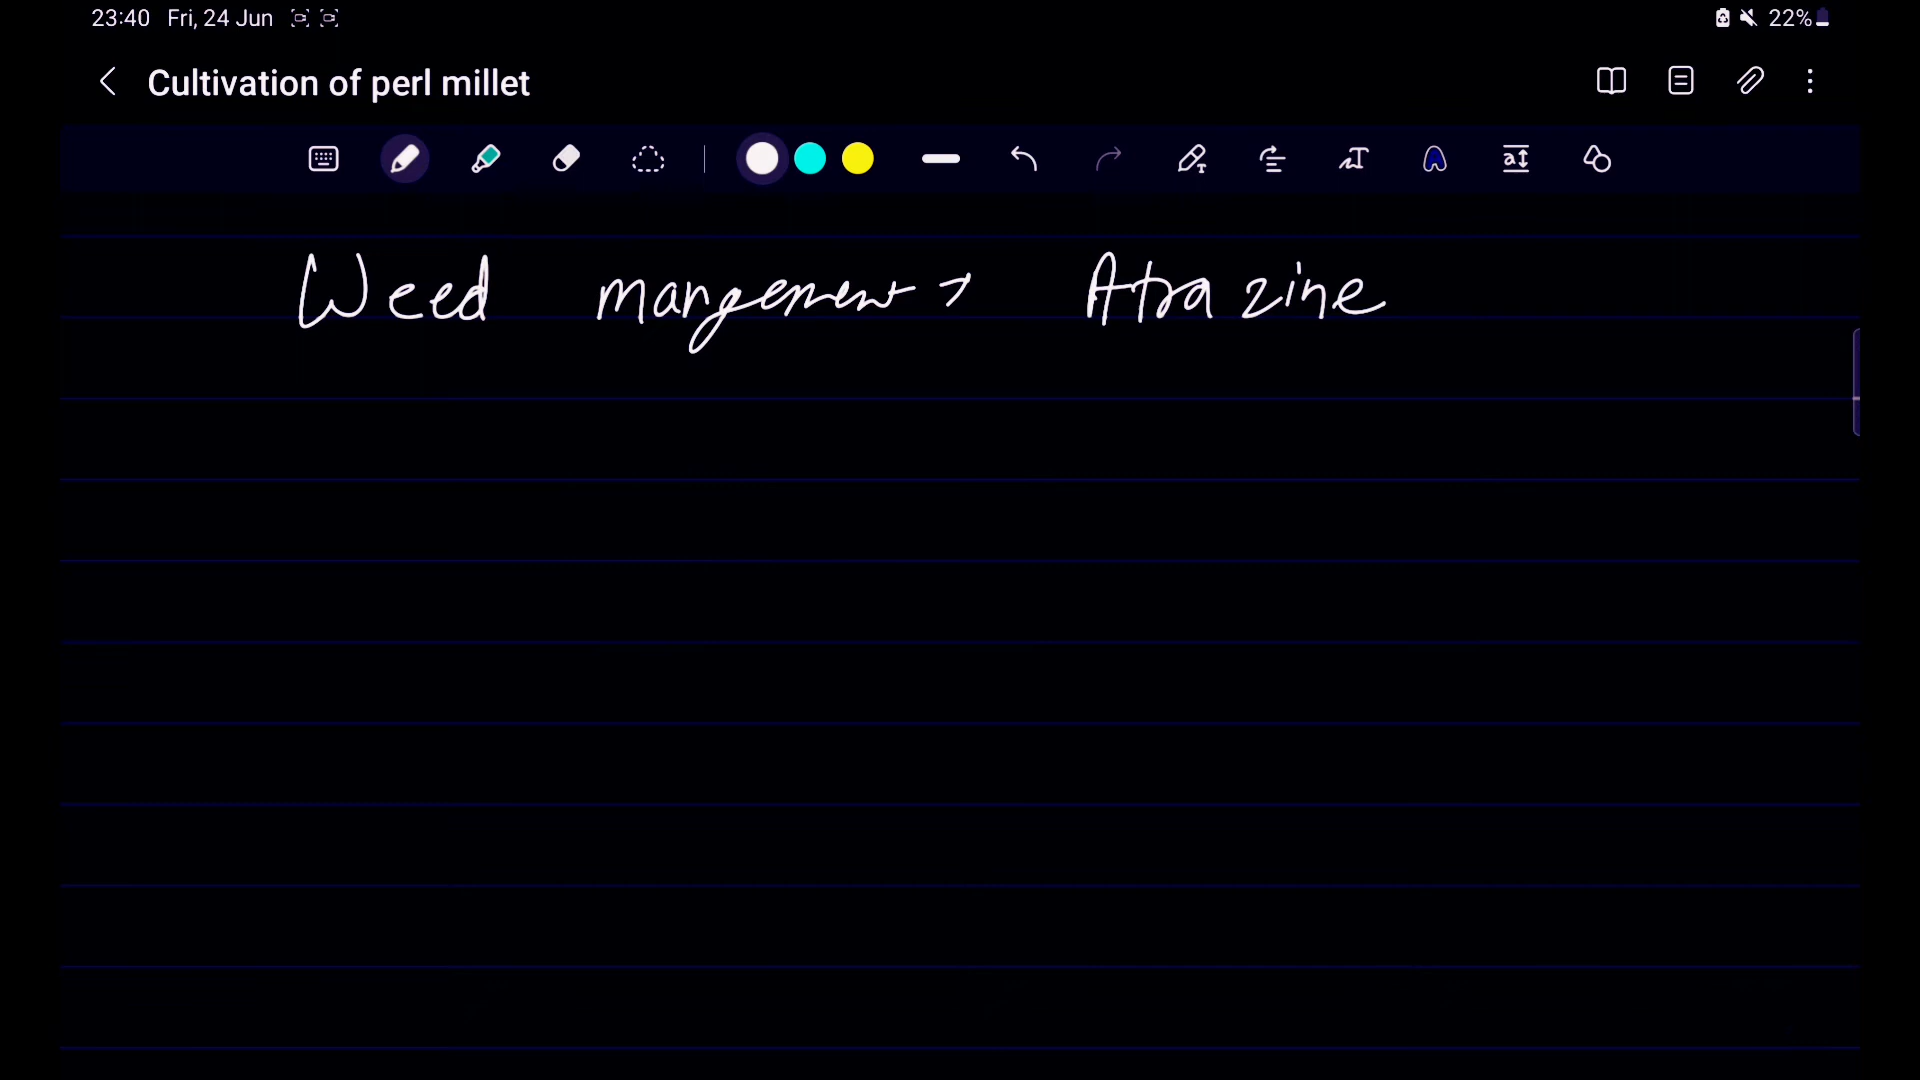 23:40 Fri, 24 Jun 22%
Cultivation of perl millet
Weed mangement → Atrazine